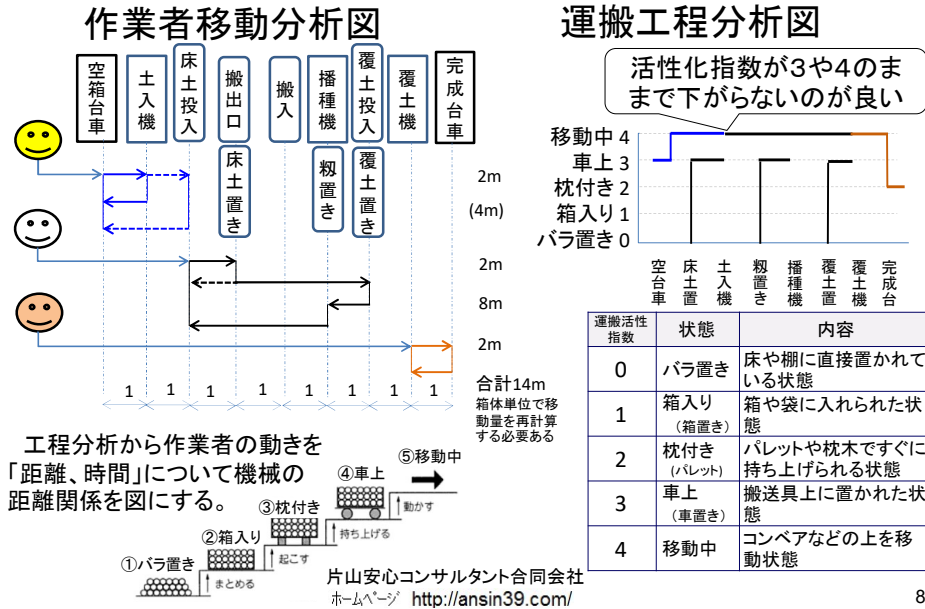 作業者移動分析図
空箱台車
土入機
床土投入
搬出口
搬入
播種機
覆土投入
覆土機
完成台車
床土置き
籾置き
覆土置き
2m
(4m)
2m
8m
2m
1 1 1 1 1 1 1 1
合計14m
箱体単位で移
動量を再計算
する必要ある
工程分析から作業者の動きを
「距離、時間」について機械の
距離関係を図にする。
①バラ置き
②箱入り
③枕付き
④車上
⑤移動中
まとめる
起こす
持ち上げる
動かす
運搬工程分析図
活性化指数が3や4のま
まで下がらないのが良い
移動中 4
車上 3
枕付き 2
箱入り 1
バラ置き 0
空台車
床土置
土入機
籾置き
播種機
覆土置
覆土機
完成台
運搬活性
指数
状態
内容
0
バラ置き
床や棚に直接置かれて
いる状態
1
箱入り
(箱置き)
箱や袋に入れられた状
態
2
枕付き
(パレット)
パレットや枕木ですぐに
持ち上げられる状態
3
車上
(車置き)
搬送具上に置かれた状
態
4
移動中
コンベアなどの上を移
動状態
片山安心コンサルタント合同会社
ホームページ http://ansin39.com/
8